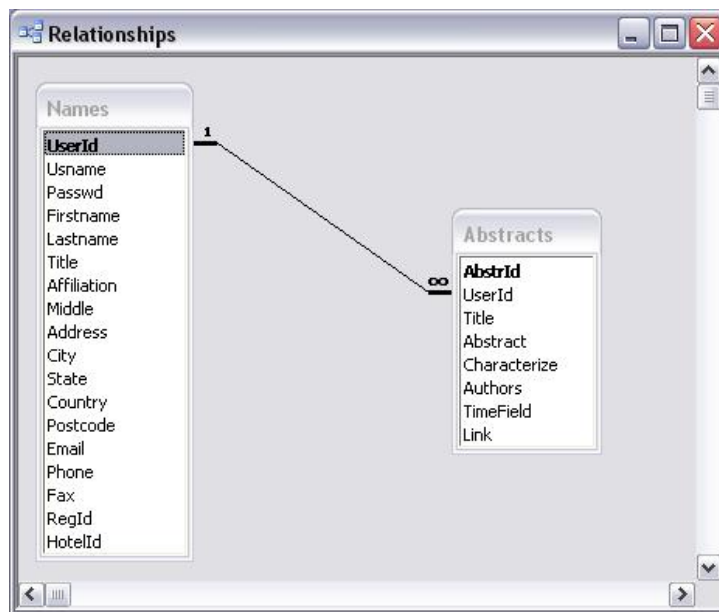 Relationships
Names
UserId
Usname
Passwd
Firstname
Lastname
Title
Affiliation
Middle
Address
City
State
Country
Postcode
Email
Phone
Fax
RegId
HotelId
1
∞
Abstracts
AbstrId
UserId
Title
Abstract
Characterize
Authors
TimeField
Link